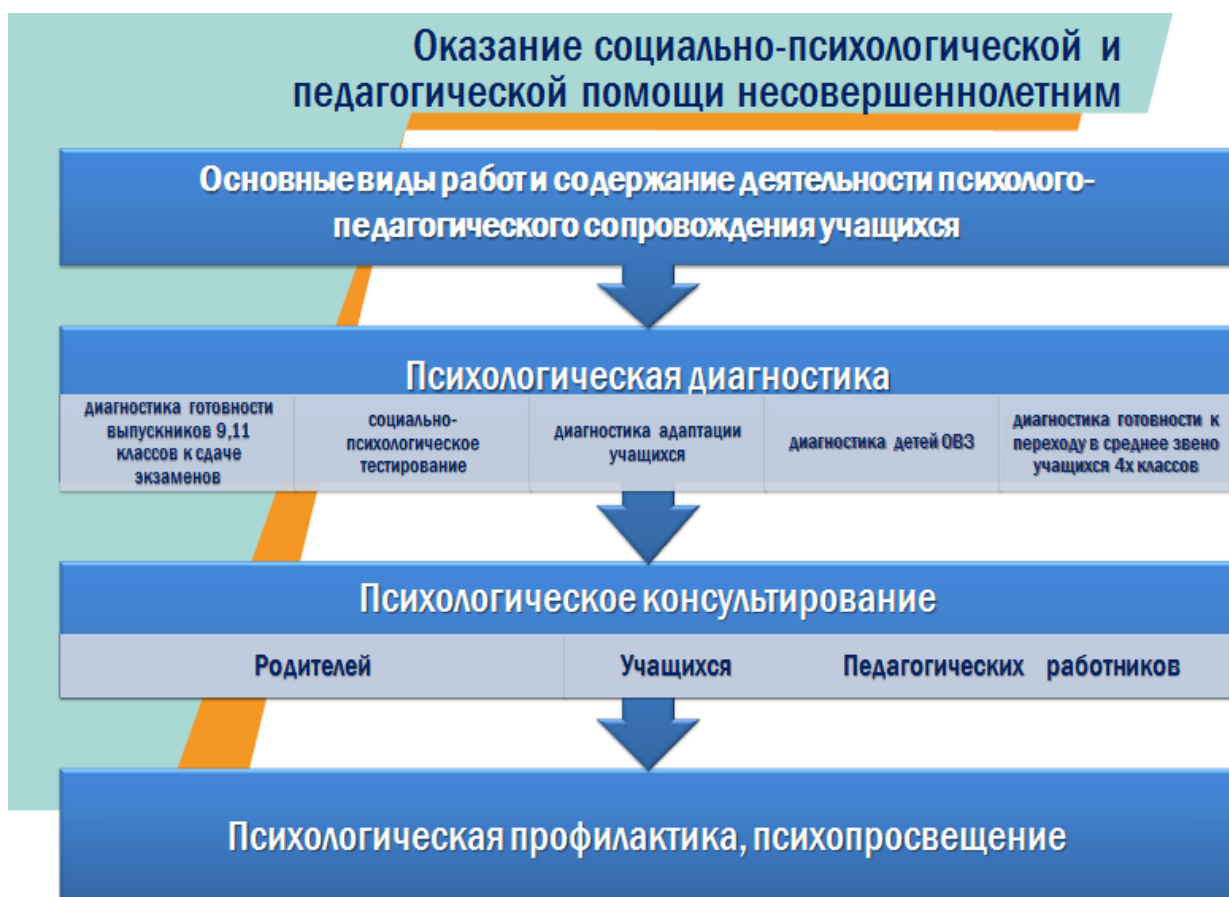 Оказание социально-психологической и
педагогической помощи несовершеннолетним
Основные виды работ и содержание деятельности психолого-
педагогического сопровождения учащихся
Психологическая диагностика
диагностика готовности
выпускников 9,11
классов к сдаче
экзаменов
социально-
психологическое
тестирование
диагностика адаптации
учащихся
диагностика детей ОВЗ
диагностика готовности к
переходу в среднее звено
учащихся 4х классов
Психологическое консультирование
Родителей
Учащихся
Педагогических работников
Психологическая профилактика, психопросвещение